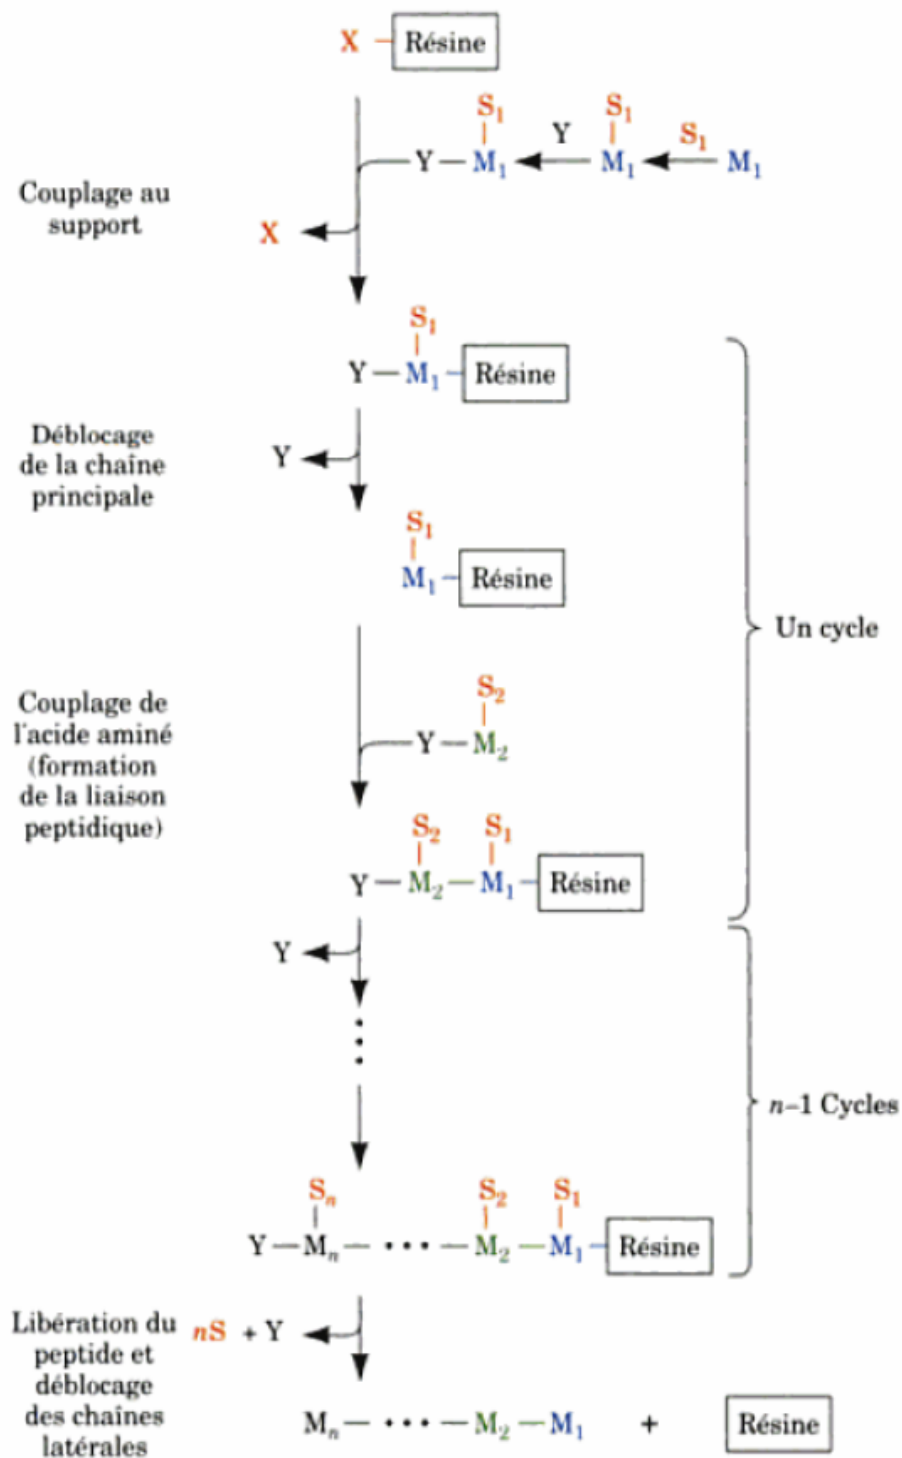 X – Résine
S₁ S₁
Y – M₁ Y M₁ S₁ M₁
Couplage au
support
X
S₁
Y – M₁ – Résine
Déblocage
de la chaîne
principale
Y
S₁
M₁ – Résine
Un cycle
Couplage de
l'acide aminé
(formation
de la liaison
peptidique)
S₂
Y – M₂
S₂ S₁
Y – M₂ – M₁ – Résine
Y
n–1 Cycles
Sₙ S₂ S₁
Y – Mₙ – ··· – M₂ – M₁ – Résine
Libération du
peptide et
déblocage
des chaînes
latérales
nS + Y
Mₙ – ··· – M₂ – M₁ + Résine